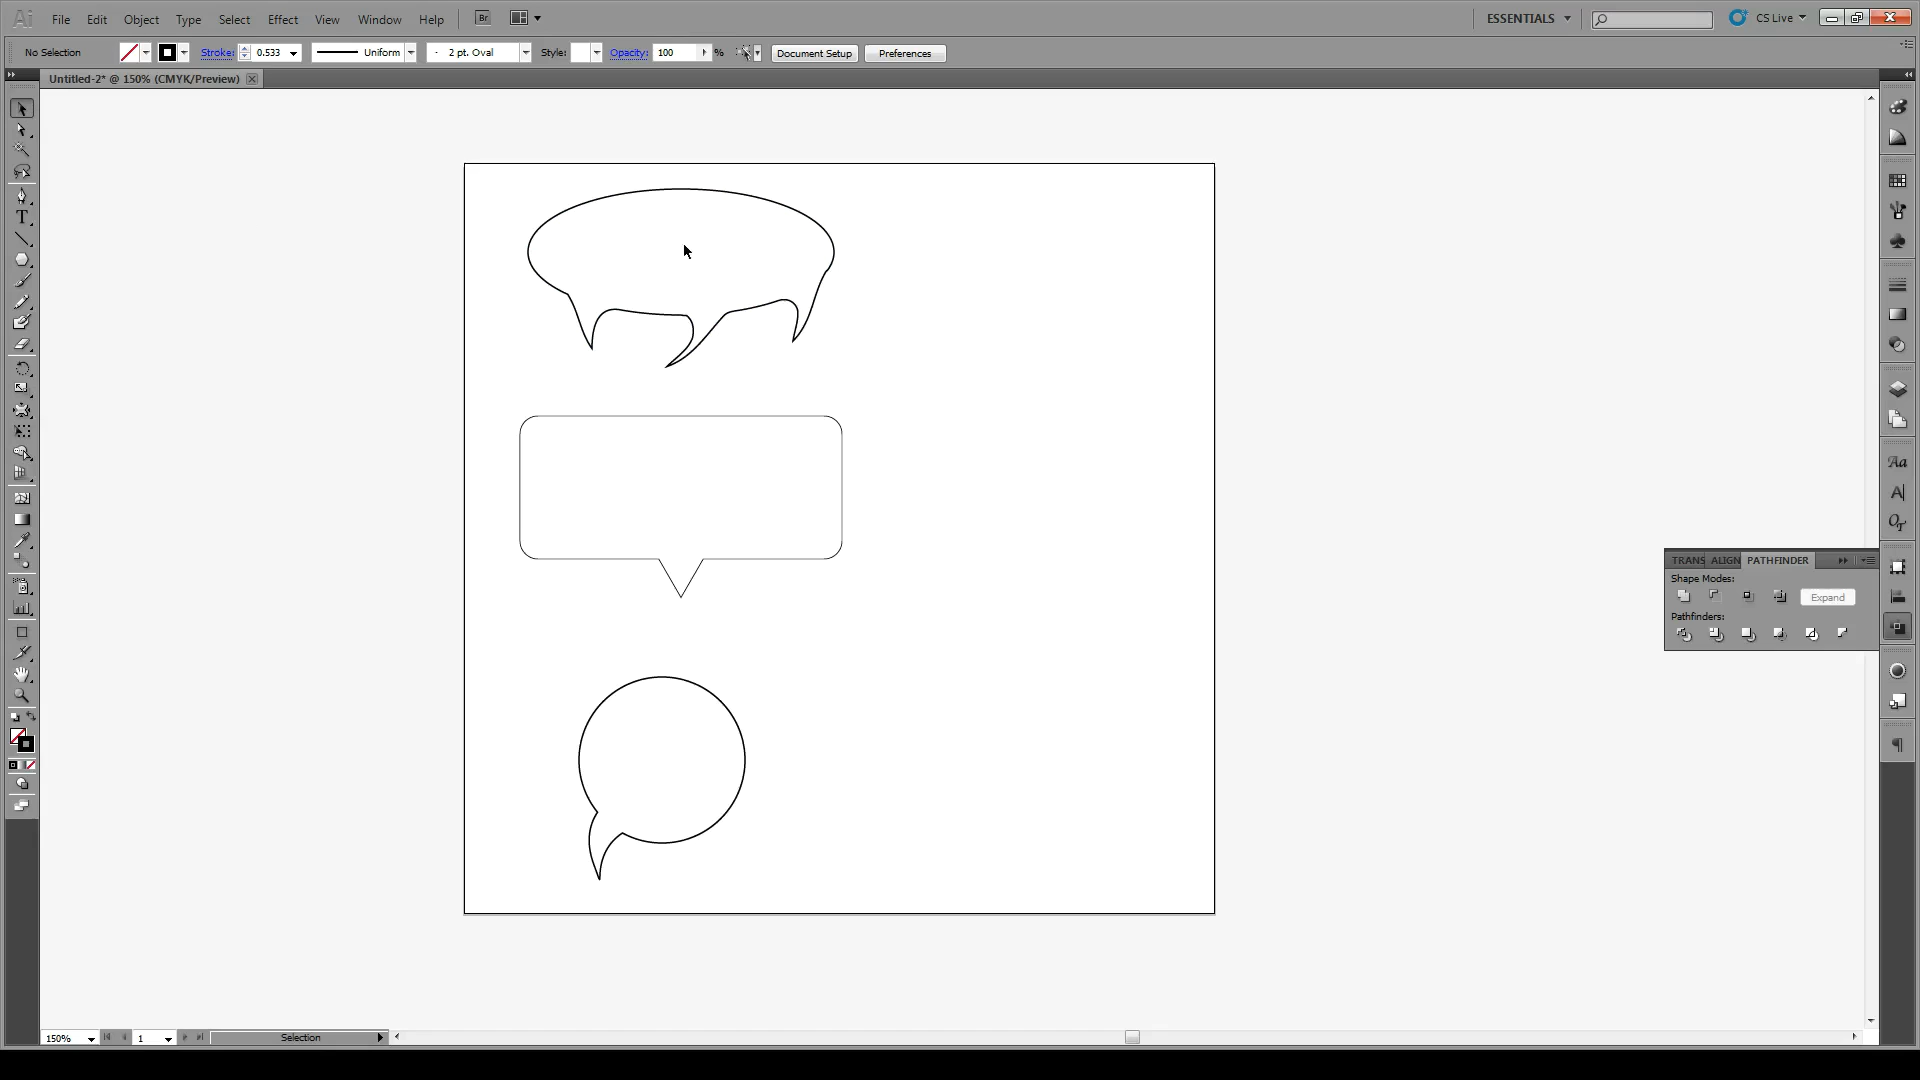 Ai File Edit Object Type Select Effect View Window Help Br ESSENTIALS CS Live
No Selection Stroke: 0.533 Uniform 2 pt. Oval Style: Opacity: 100 % Document Setup Preferences
Untitled-2* @ 150% (CMYK/Preview)
T
Aa
A
O
TRANS ALIGN PATHFINDER
Shape Modes:
Expand
Pathfinders:
150% 1 Selection